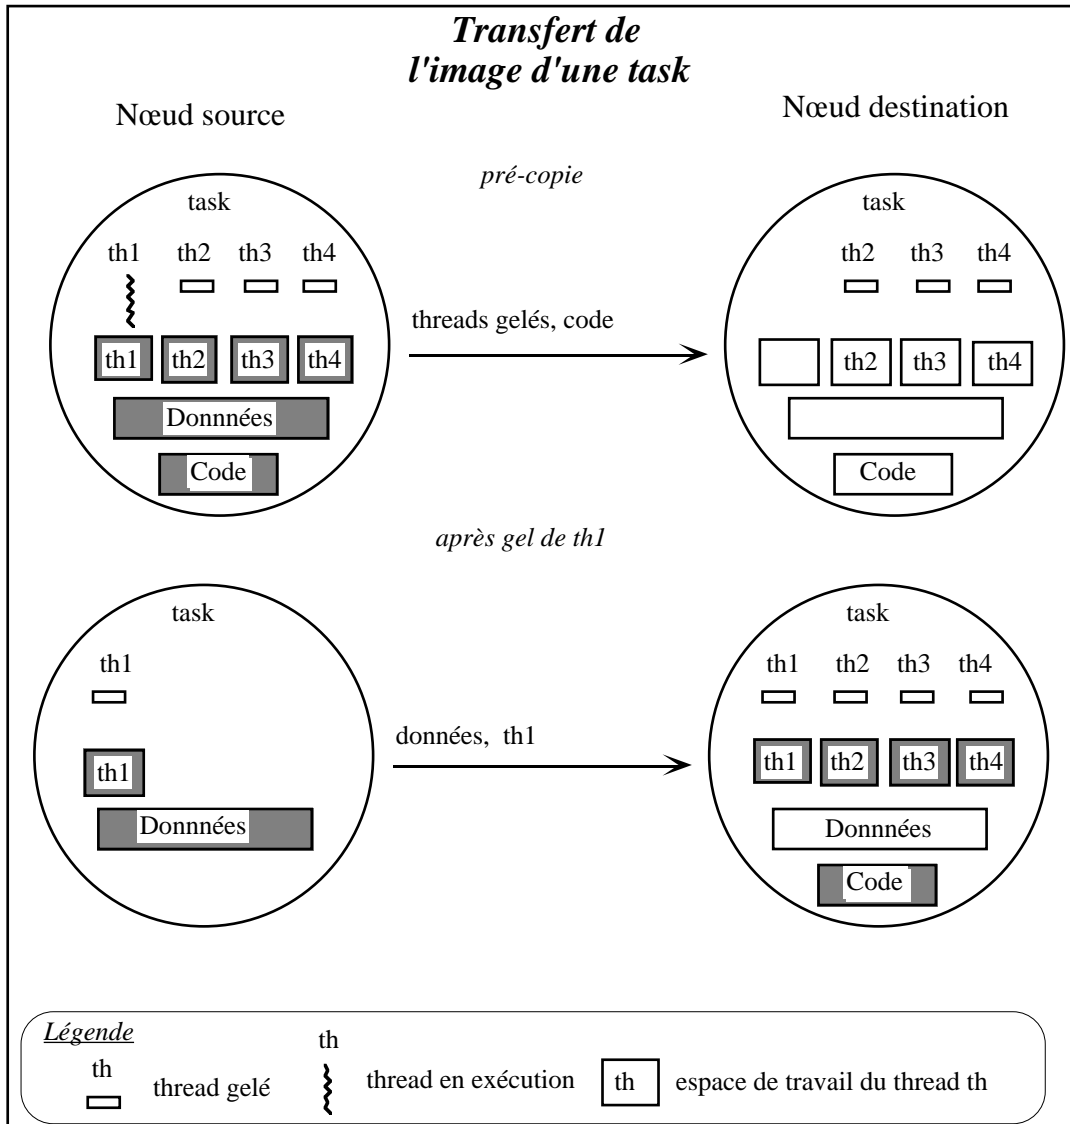 Transfert de
l'image d'une task
Nœud source
Nœud destination
pré-copie
task
th1 th2 th3 th4
th1 th2 th3 th4
Donnnées
Code
threads gelés, code
task
th2 th3 th4
th2 th3 th4
Code
après gel de th1
task
th1
th1
Donnnées
données, th1
task
th1 th2 th3 th4
th1 th2 th3 th4
Donnnées
Code
Légende
th
thread gelé
th
thread en exécution
th
espace de travail du thread th